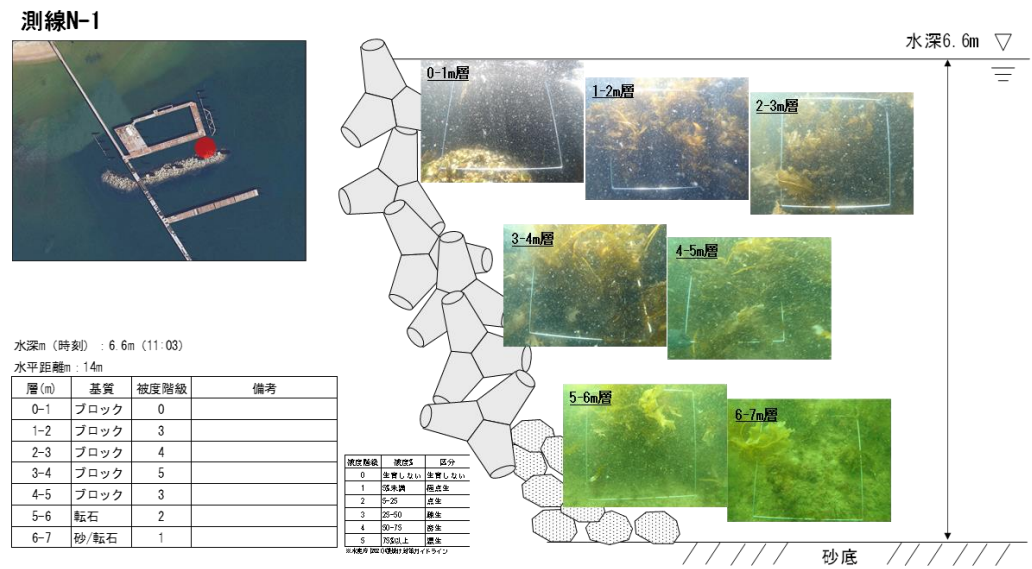 測線N-1
水深6.6m ▽
0-1m層
1-2m層
2-3m層
3-4m層
4-5m層
5-6m層
6-7m層
水深m（時刻）：6.6m（11:03）
水平距離m：14m
層(m) 基質 被度階級 備考
0-1 ブロック 0
1-2 ブロック 3
2-3 ブロック 4
3-4 ブロック 5
4-5 ブロック 3
5-6 転石 2
6-7 砂/転石 1
被度階級 被度% 区分
0 生育しない 生育しない
1 5%未満 極点生
2 5-25 点生
3 25-50 疎生
4 50-75 密生
5 75%以上 濃生
砂底